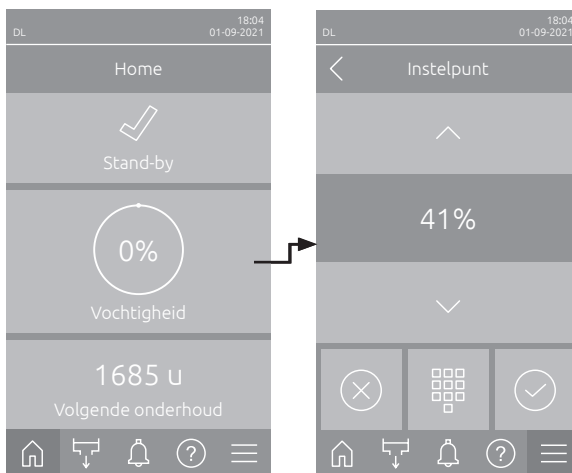 18:04
DL 01-09-2021
Home
Stand-by
0%
Vochtigheid
1685 u
Volgende onderhoud
?
18:04
DL 01-09-2021
Instelpunt
41%
?